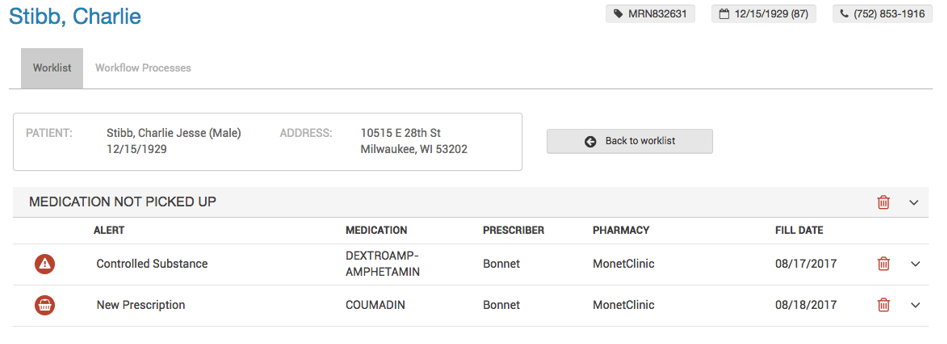 Stibb, Charlie
MRN832631
12/15/1929 (87)
(752) 853-1916
Worklist
Workflow Processes
PATIENT:
Stibb, Charlie Jesse (Male)
12/15/1929
ADDRESS:
10515 E 28th St
Milwaukee, WI 53202
Back to worklist
MEDICATION NOT PICKED UP
ALERT MEDICATION PRESCRIBER PHARMACY FILL DATE
Controlled Substance DEXTROAMP-
AMPHETAMIN Bonnet MonetClinic 08/17/2017
New Prescription COUMADIN Bonnet MonetClinic 08/18/2017